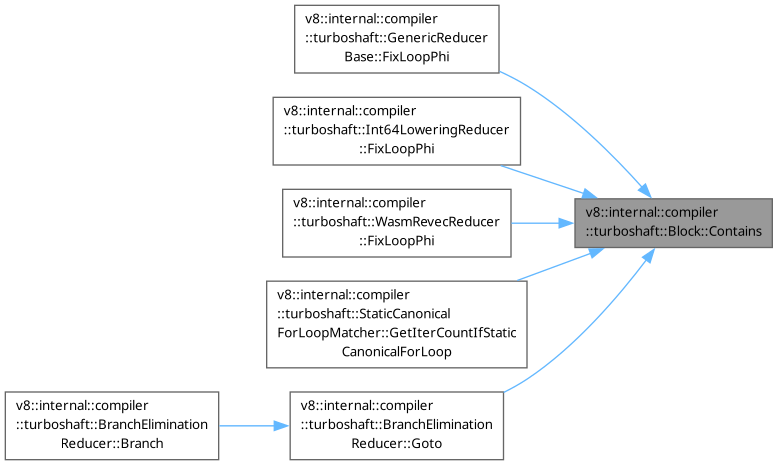 v8::internal::compiler
::turboshaft::GenericReducer
Base::FixLoopPhi
v8::internal::compiler
::turboshaft::Int64LoweringReducer
::FixLoopPhi
v8::internal::compiler
::turboshaft::WasmRevecReducer
::FixLoopPhi
v8::internal::compiler
::turboshaft::Block::Contains
v8::internal::compiler
::turboshaft::StaticCanonical
ForLoopMatcher::GetIterCountIfStatic
CanonicalForLoop
v8::internal::compiler
::turboshaft::BranchElimination
Reducer::Branch
v8::internal::compiler
::turboshaft::BranchElimination
Reducer::Goto